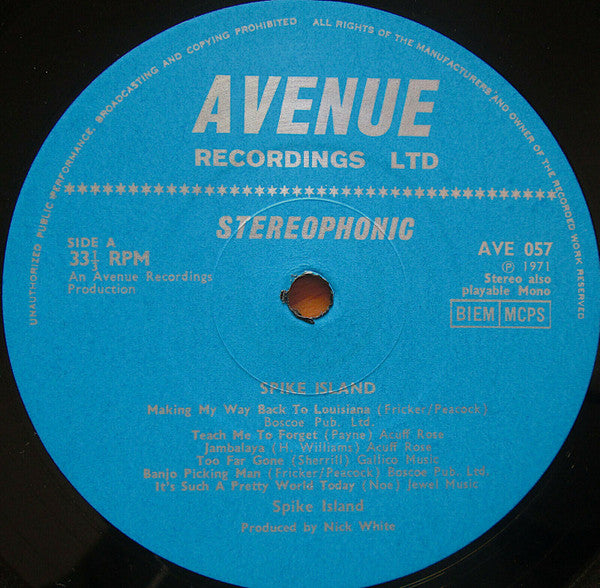 UNAUTHORIZED PUBLIC PERFORMANCE, BROADCASTING AND COPYING PROHIBITED ALL RIGHTS OF THE MANUFACTURERS AND OWNER OF THE RECORDED WORK RESERVED
AVENUE
RECORDINGS LTD
STEREOPHONIC
SIDE A
33⅓ RPM
An Avenue Recordings
Production
AVE 057
Ⓟ 1971
Stereo also
playable Mono
BIEM MCPS
SPIKE ISLAND
Making My Way Back To Louisiana (Fricker/Peacock)
Boscoe Pub. Ltd.
Teach Me To Forget (Payne) Acuff Rose
Jambalaya (H. Williams) Acuff Rose
Too Far Gone (Sherrill) Gallico Music
Banjo Picking Man (Fricker/Peacock) Boscoe Pub. Ltd.
It's Such A Pretty World Today (Noe) Jewel Music
Spike Island
Produced by Nick White